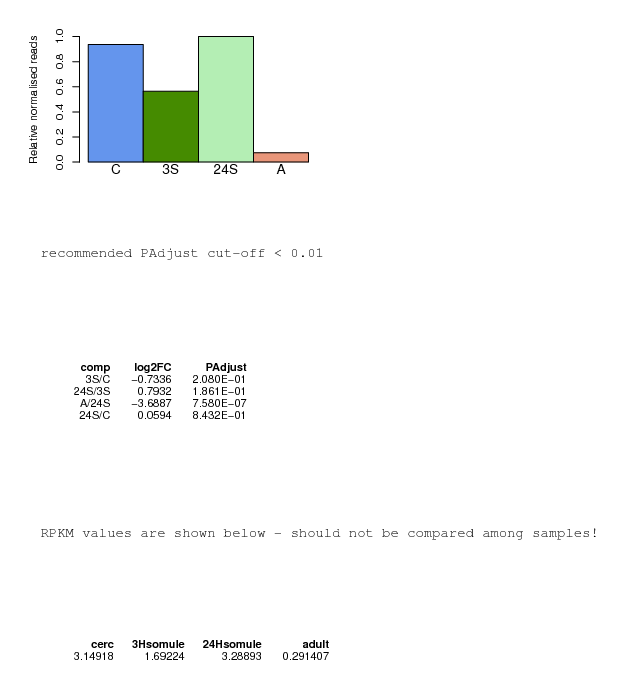 Relative normalised reads
1.0
0.8
0.6
0.4
0.2
0.0
C 3S 24S A
recommended PAdjust cut-off < 0.01
comp log2FC PAdjust
3S/C −0.7336 2.080E−01
24S/3S 0.7932 1.861E−01
A/24S −3.6887 7.580E−07
24S/C 0.0594 8.432E−01
RPKM values are shown below - should not be compared among samples!
cerc 3Hsomule 24Hsomule adult
3.14918 1.69224 3.28893 0.291407